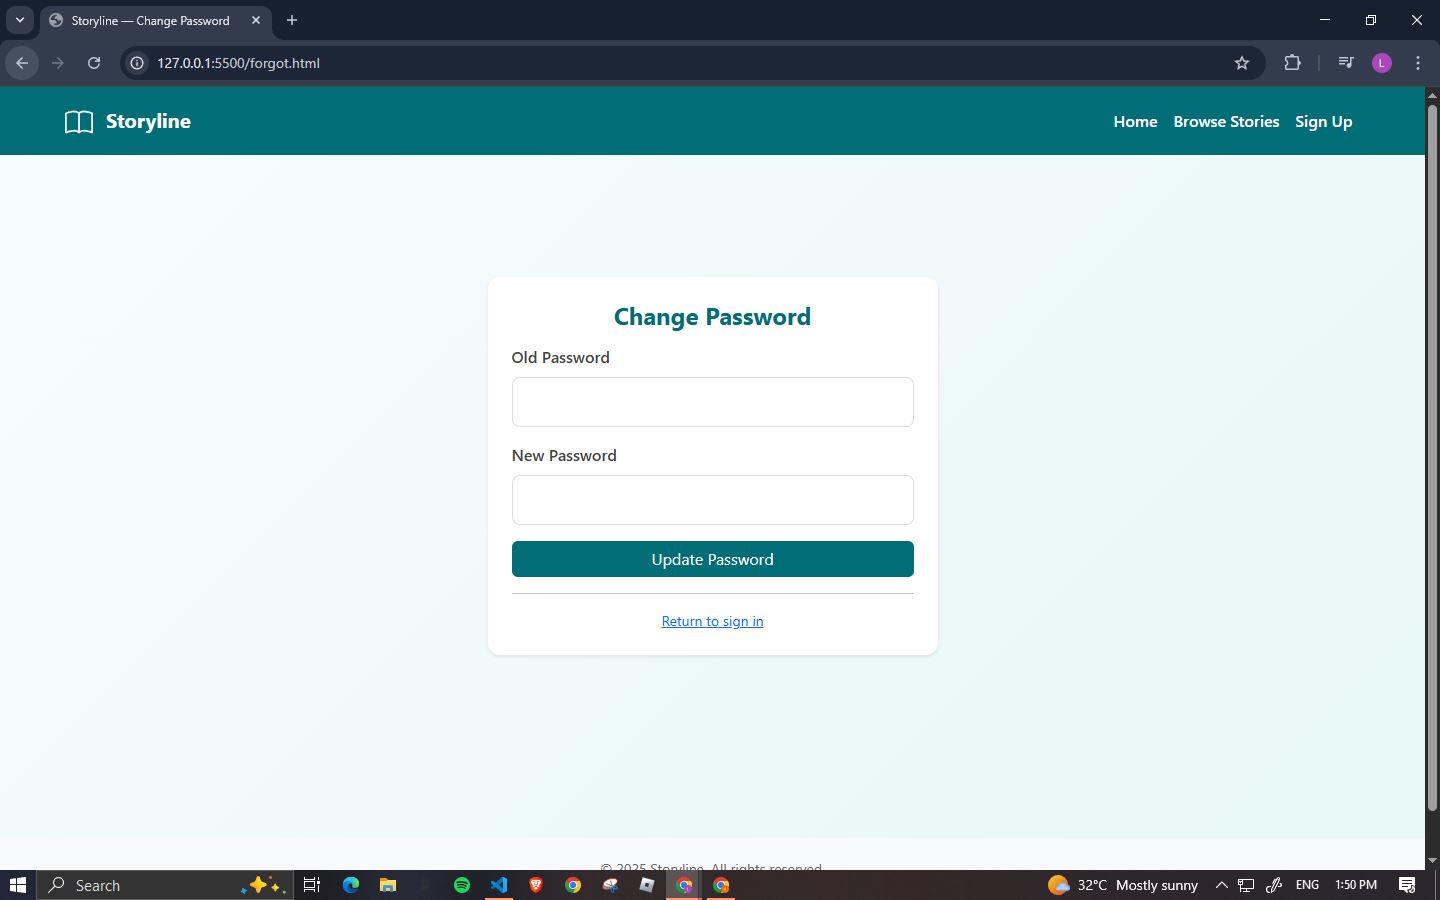 Storyline — Change Password
127.0.0.1:5500/forgot.html
L
Storyline
Home Browse Stories Sign Up
Change Password
Old Password
New Password
Update Password
Return to sign in
© 2025 Storyline. All rights reserved.
Search
32°C Mostly sunny
ENG
1:50 PM